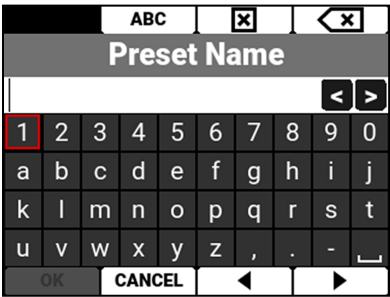 ABC
Preset Name
< >
1 2 3 4 5 6 7 8 9 0
a b c d e f g h i j
k l m n o p q r s t
u v w x y z , . - ⎵
OK CANCEL